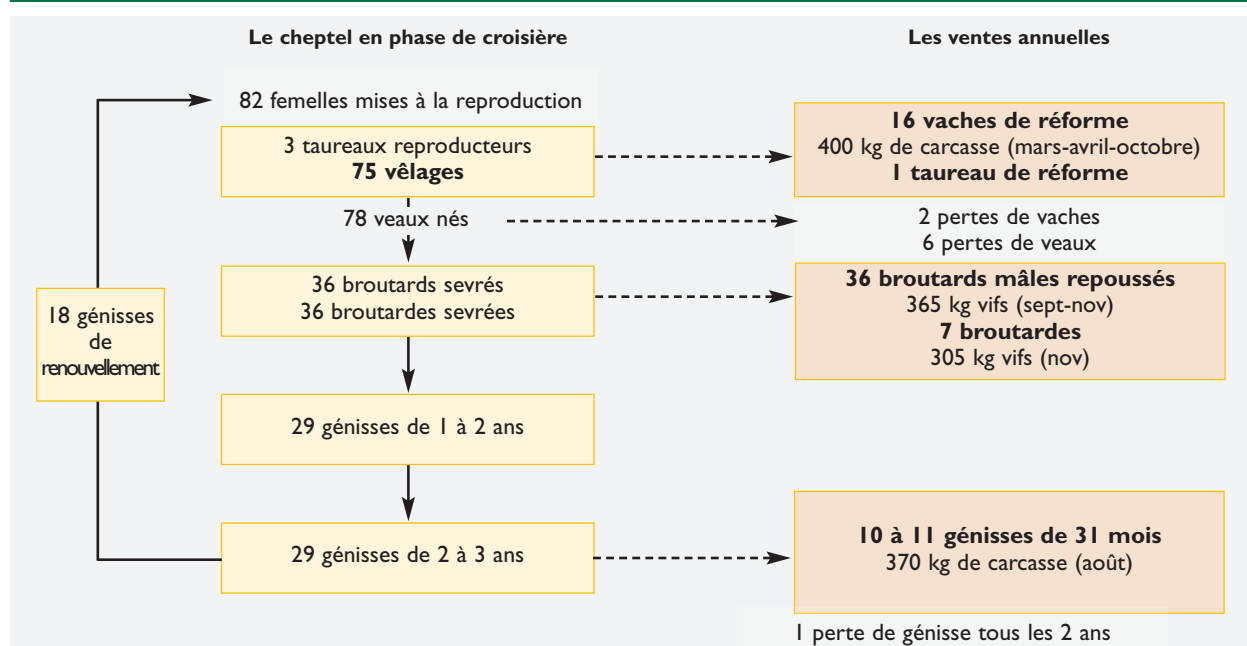 Le cheptel en phase de croisière
Les ventes annuelles
82 femelles mises à la reproduction
3 taureaux reproducteurs
75 vêlages
16 vaches de réforme
400 kg de carcasse (mars-avril-octobre)
1 taureau de réforme
78 veaux nés
2 pertes de vaches
6 pertes de veaux
36 broutards sevrés
36 broutardes sevrées
36 broutards mâles repoussés
365 kg vifs (sept-nov)
7 broutardes
305 kg vifs (nov)
18 génisses
de
renouvellement
29 génisses de 1 à 2 ans
29 génisses de 2 à 3 ans
10 à 11 génisses de 31 mois
370 kg de carcasse (août)
1 perte de génisse tous les 2 ans